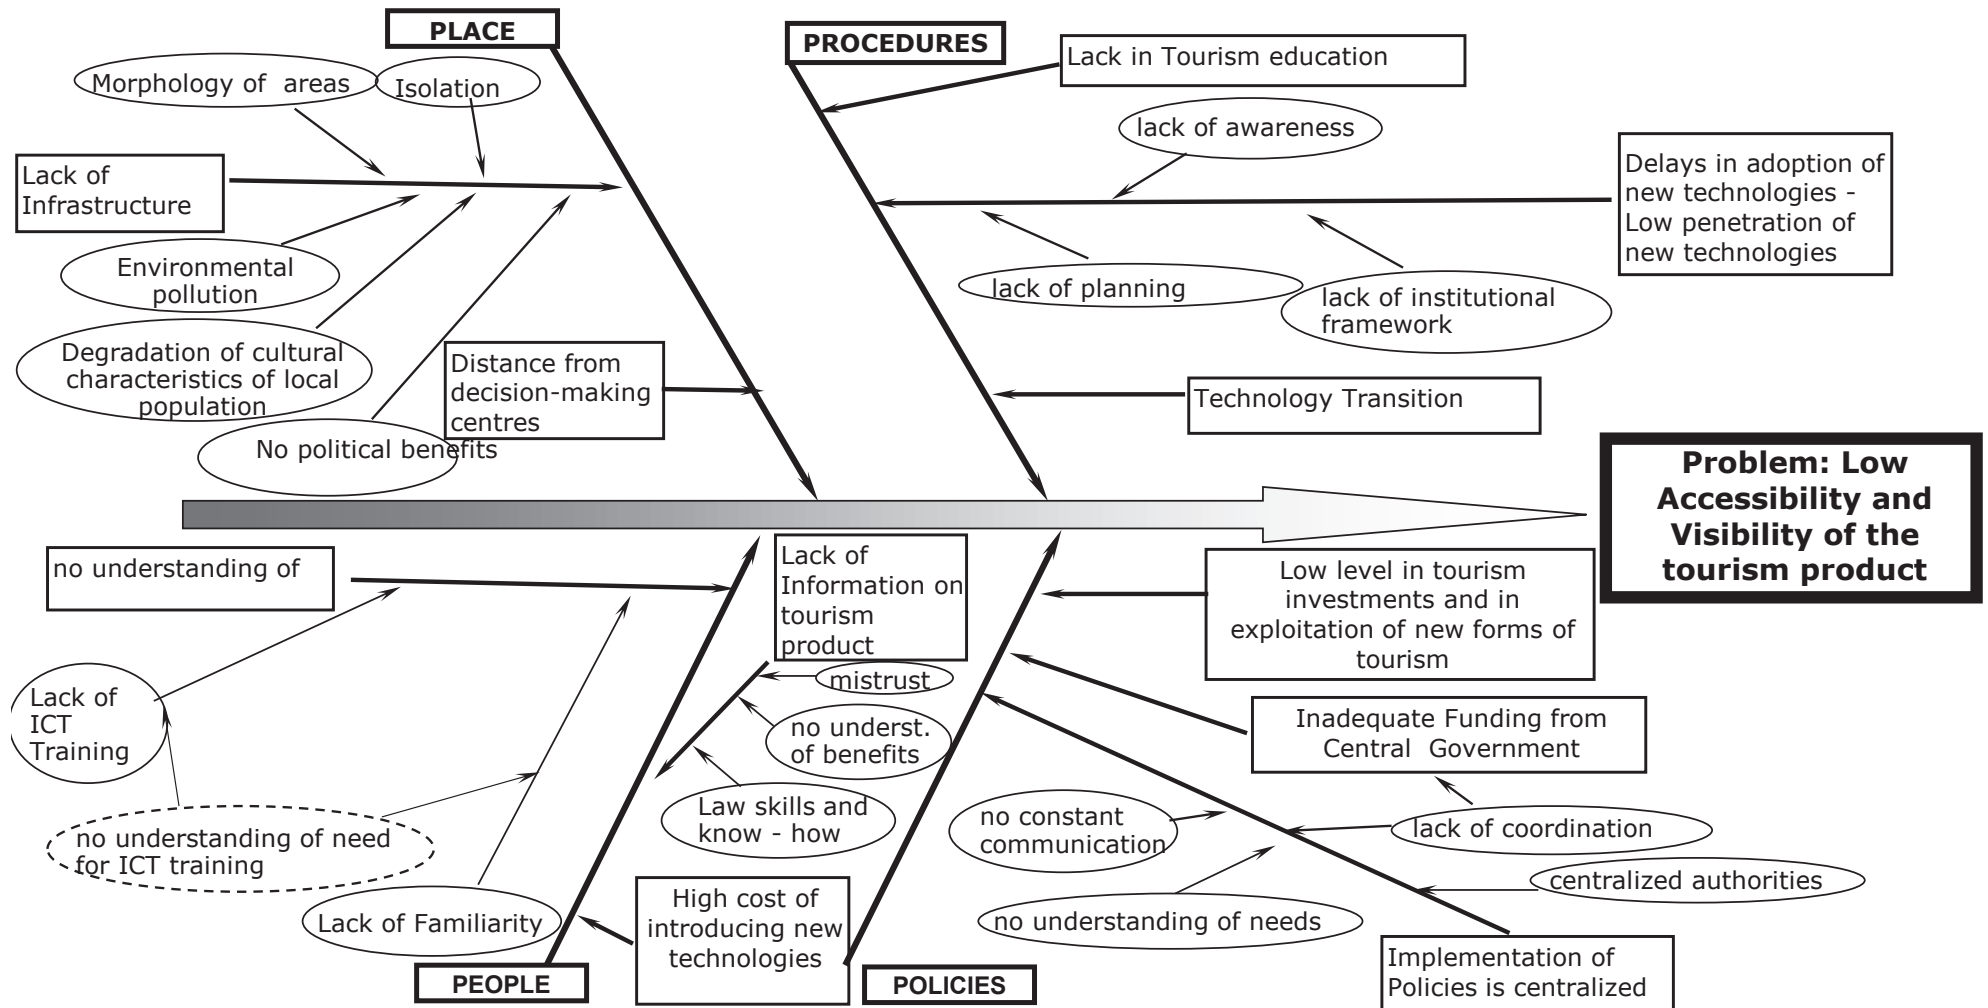 PLACE
PROCEDURES
Lack in Tourism education
Morphology of areas
Isolation
lack of awareness
Lack of
Infrastructure
Delays in adoption of
new technologies -
Low penetration of
new technologies
Environmental
pollution
lack of planning
lack of institutional
framework
Degradation of cultural
characteristics of local
population
Distance from
decision-making
centres
Technology Transition
No political benefits
Problem: Low
Accessibility and
Visibility of the
tourism product
no understanding of
Lack of
Information on
tourism
product
Low level in tourism
investments and in
exploitation of new forms of
tourism
mistrust
Lack of
ICT
Training
no underst.
of benefits
Inadequate Funding from
Central Government
Law skills and
know - how
no constant
communication
lack of coordination
no understanding of need
for ICT training
centralized authorities
Lack of Familiarity
High cost of
introducing new
technologies
no understanding of needs
Implementation of
Policies is centralized
PEOPLE
POLICIES